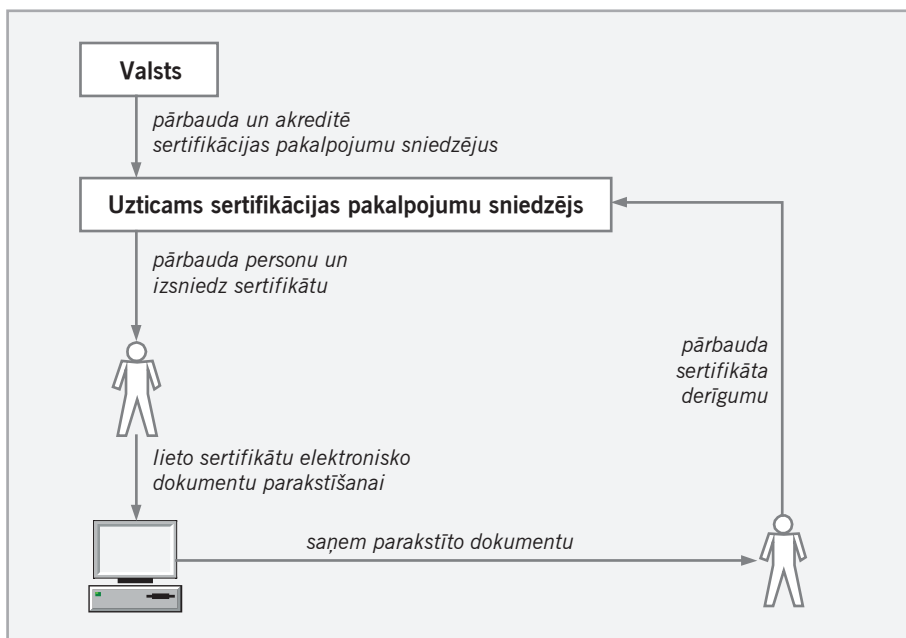 Valsts
pārbauda un akreditē
sertifikācijas pakalpojumu sniedzējus
Uzticams sertifikācijas pakalpojumu sniedzējs
pārbauda personu un
izsniedz sertifikātu
pārbauda
sertifikāta
derīgumu
lieto sertifikātu elektronisko
dokumentu parakstīšanai
saņem parakstīto dokumentu